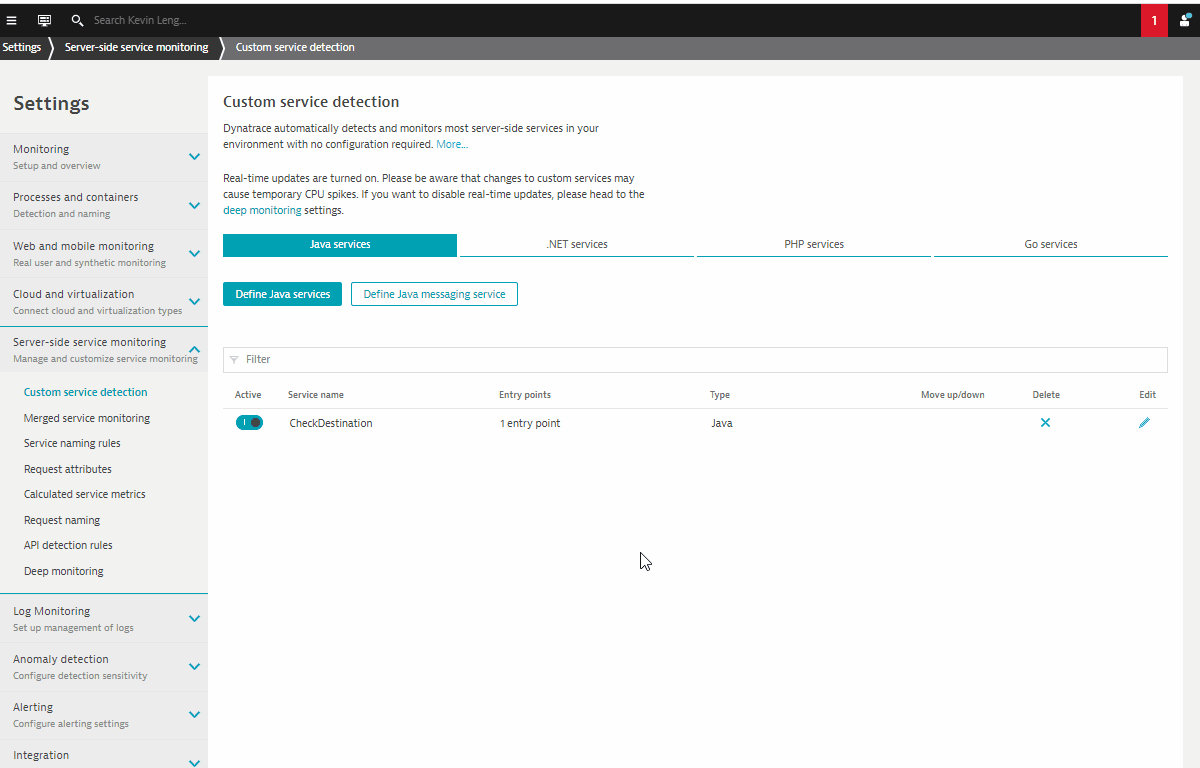 Search Kevin Leng...
1
Settings
Server-side service monitoring
Custom service detection
Settings
Monitoring
Setup and overview
Processes and containers
Detection and naming
Web and mobile monitoring
Real user and synthetic monitoring
Cloud and virtualization
Connect cloud and virtualization types
Server-side service monitoring
Manage and customize service monitoring
Custom service detection
Merged service monitoring
Service naming rules
Request attributes
Calculated service metrics
Request naming
API detection rules
Deep monitoring
Log Monitoring
Set up management of logs
Anomaly detection
Configure detection sensitivity
Alerting
Configure alerting settings
Integration
Custom service detection
Dynatrace automatically detects and monitors most server-side services in your
environment with no configuration required. More...
Real-time updates are turned on. Please be aware that changes to custom services may
cause temporary CPU spikes. If you want to disable real-time updates, please head to the
deep monitoring settings.
Java services
.NET services
PHP services
Go services
Define Java services
Define Java messaging service
Filter
Active
Service name
Entry points
Type
Move up/down
Delete
Edit
CheckDestination
1 entry point
Java